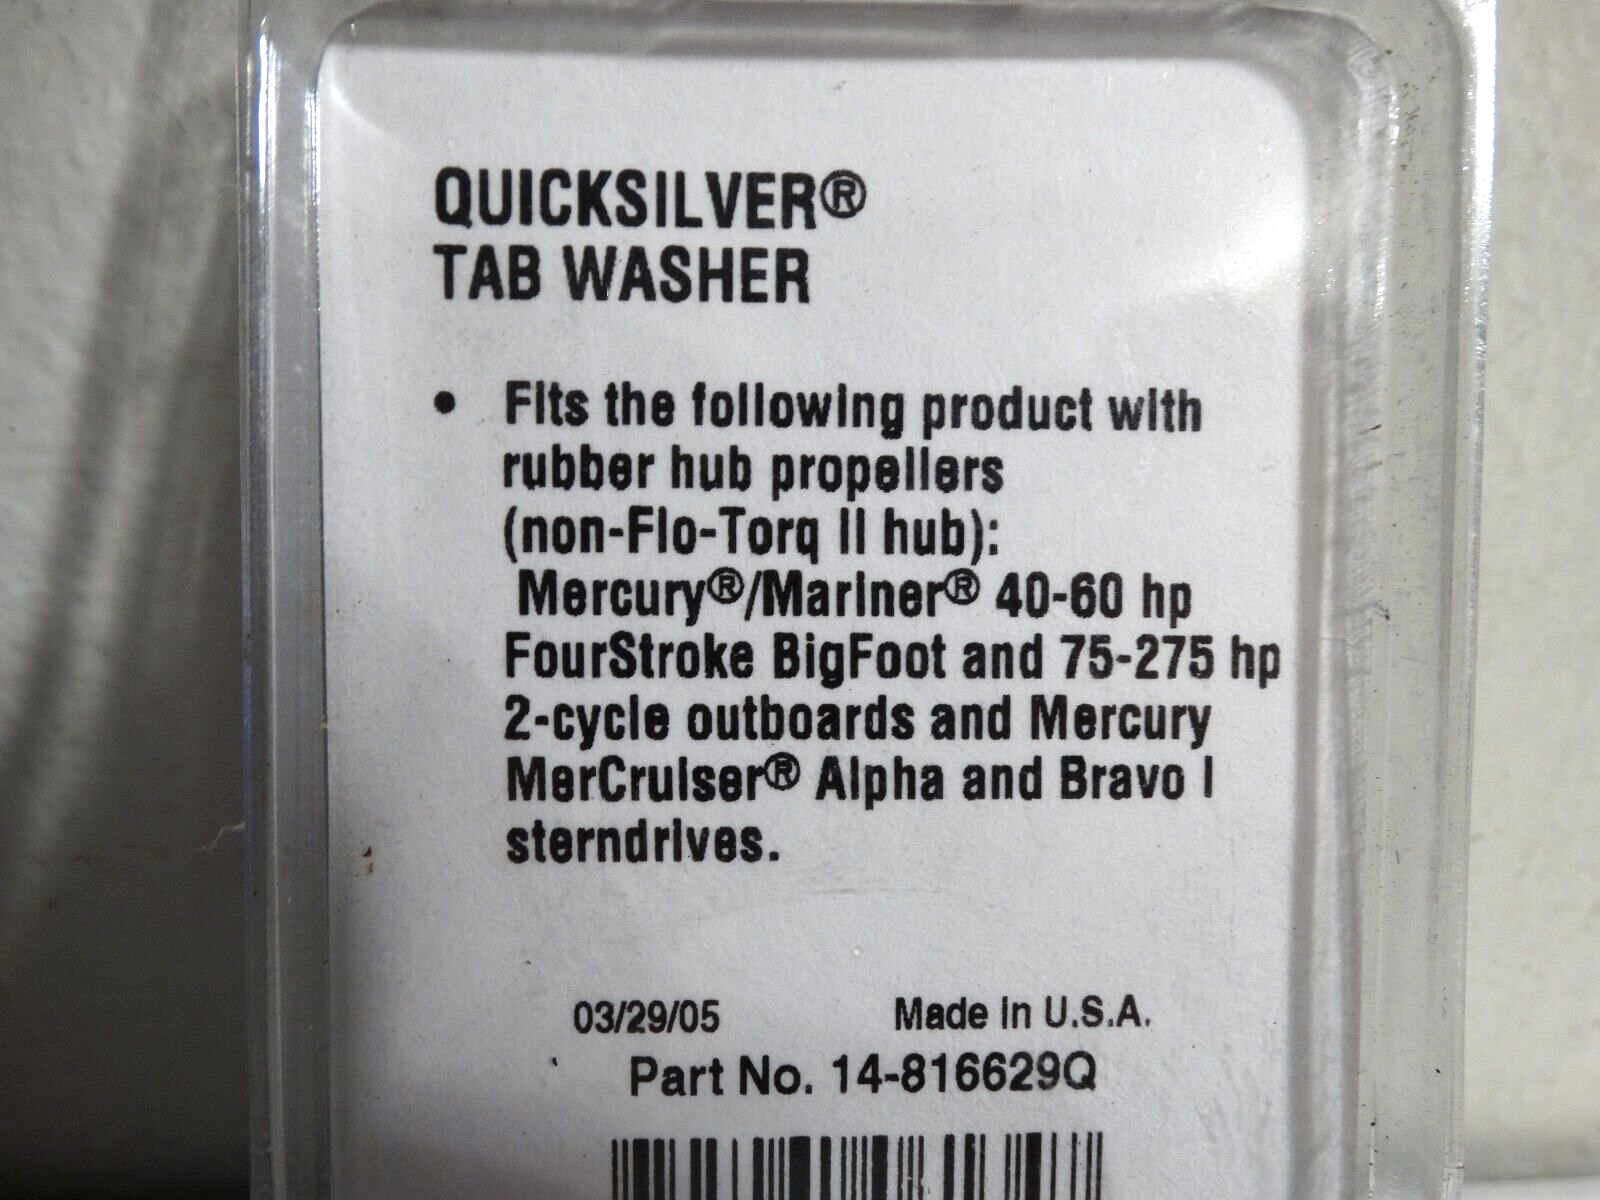 QUICKSILVER®
TAB WASHER
• Fits the following product with
rubber hub propellers
(non-Flo-Torq II hub):
Mercury®/Mariner® 40-60 hp
FourStroke BigFoot and 75-275 hp
2-cycle outboards and Mercury
MerCruiser® Alpha and Bravo I
sterndrives.
03/29/05 Made in U.S.A.
Part No. 14-816629Q